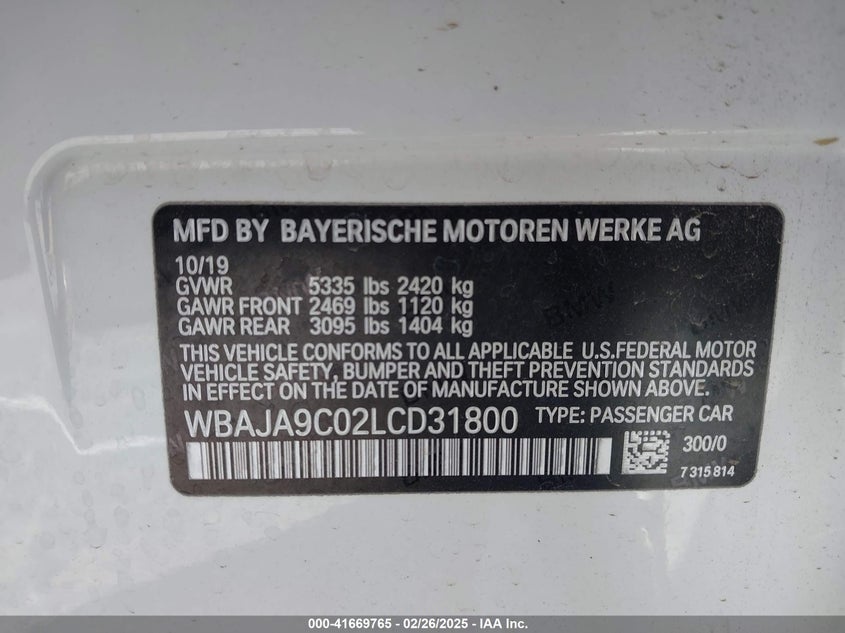 MFD BY BAYERISCHE MOTOREN WERKE AG
10/19
GVWR 5335 lbs 2420 kg
GAWR FRONT 2469 lbs 1120 kg
GAWR REAR 3095 lbs 1404 kg
THIS VEHICLE CONFORMS TO ALL APPLICABLE U.S.FEDERAL MOTOR
VEHICLE SAFETY, BUMPER AND THEFT PREVENTION STANDARDS
IN EFFECT ON THE DATE OF MANUFACTURE SHOWN ABOVE.
WBAJA9C02LCD31800 TYPE: PASSENGER CAR
300/0
7 315 814
000-41669765 - 02/26/2025 - IAA Inc.